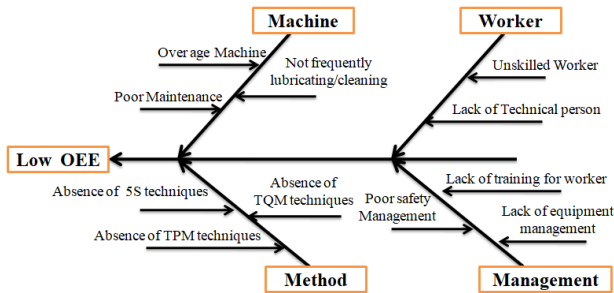 Machine
Worker
Over age Machine
Not frequently
lubricating/cleaning
Unskilled Worker
Poor Maintenance
Lack of Technical person
Low OEE
Absence of 5S techniques
Absence of
TQM techniques
Lack of training for worker
Poor safety
Management
Lack of equipment
management
Absence of TPM techniques
Method
Management